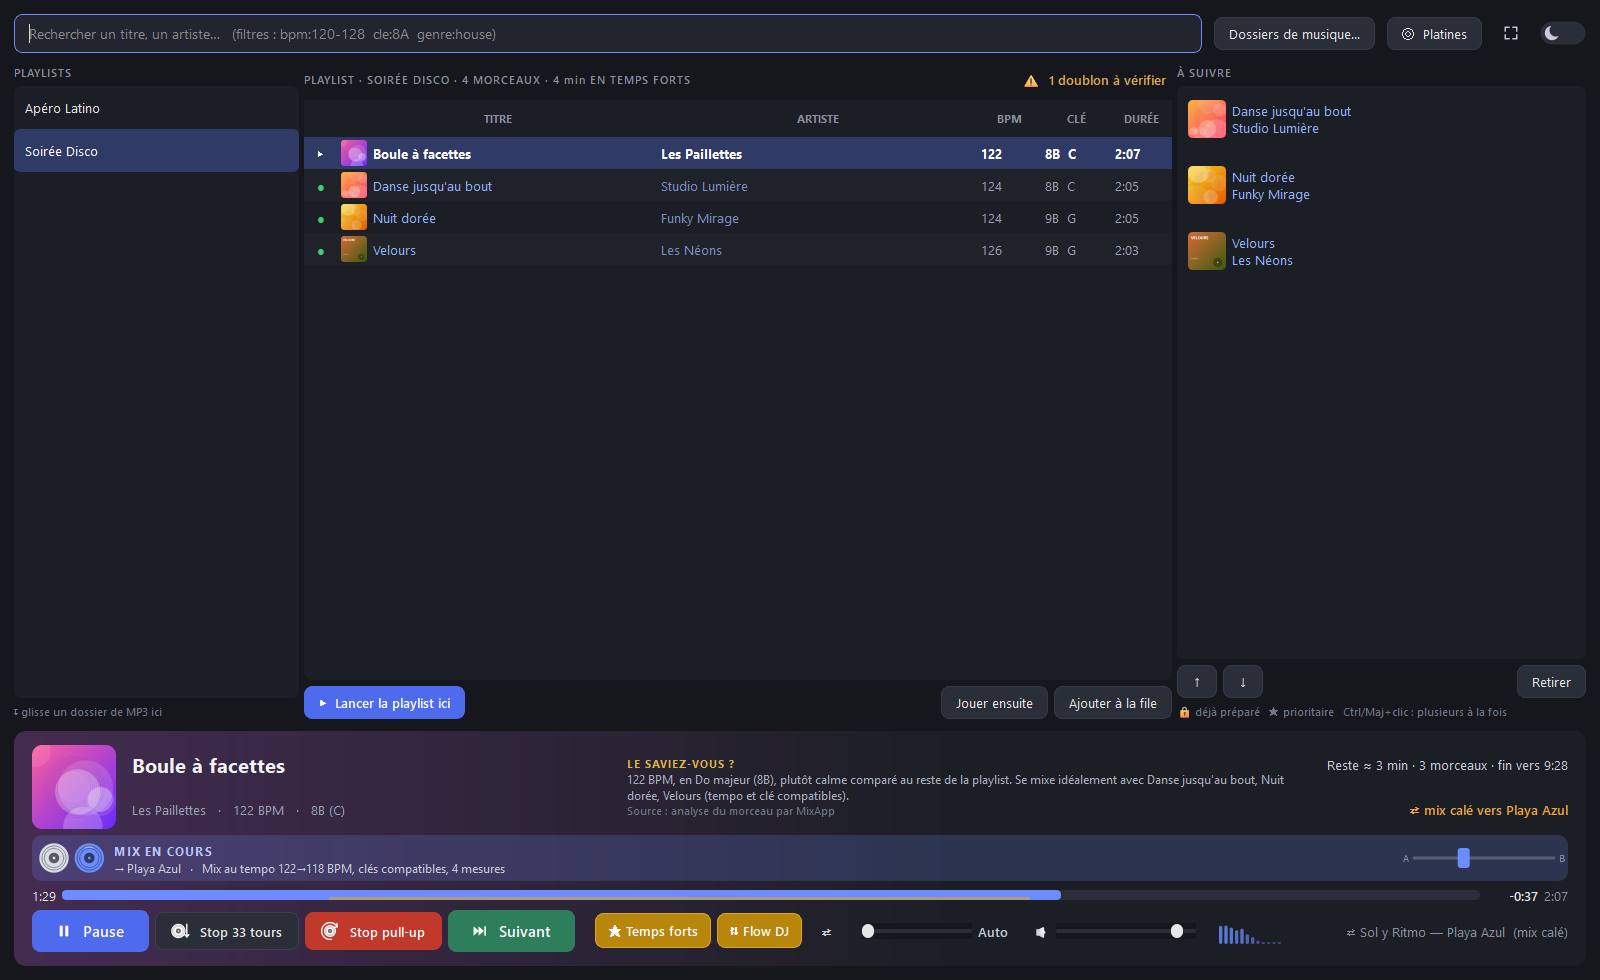 Rechercher un titre, un artiste... (filtres : bpm:120-128 cle:8A genre:house)
Dossiers de musique...
Platines
PLAYLISTS
Apéro Latino
Soirée Disco
glisse un dossier de MP3 ici
PLAYLIST · SOIRÉE DISCO · 4 MORCEAUX · 4 min EN TEMPS FORTS
1 doublon à vérifier
TITRE ARTISTE BPM CLÉ DURÉE
Boule à facettes Les Paillettes 122 8B C 2:07
Danse jusqu'au bout Studio Lumière 124 8B C 2:05
Nuit dorée Funky Mirage 124 9B G 2:05
Velours Les Néons 126 9B G 2:03
Lancer la playlist ici
Jouer ensuite
Ajouter à la file
À SUIVRE
Danse jusqu'au bout
Studio Lumière
Nuit dorée
Funky Mirage
VELOURS
Velours
Les Néons
↑ ↓
Retirer
déjà préparé ★ prioritaire Ctrl/Maj+clic : plusieurs à la fois
Boule à facettes
Les Paillettes · 122 BPM · 8B (C)
LE SAVIEZ-VOUS ?
122 BPM, en Do majeur (8B), plutôt calme comparé au reste de la playlist. Se mixe idéalement avec Danse jusqu'au bout, Nuit
dorée, Velours (tempo et clé compatibles).
Source : analyse du morceau par MixApp
Reste ≈ 3 min · 3 morceaux · fin vers 9:28
⇄ mix calé vers Playa Azul
MIX EN COURS
→ Playa Azul · Mix au tempo 122→118 BPM, clés compatibles, 4 mesures
A B
1:29
-0:37 2:07
Pause
Stop 33 tours
Stop pull-up
Suivant
★ Temps forts
⇅ Flow DJ
⇄
Auto
⇄ Sol y Ritmo — Playa Azul (mix calé)